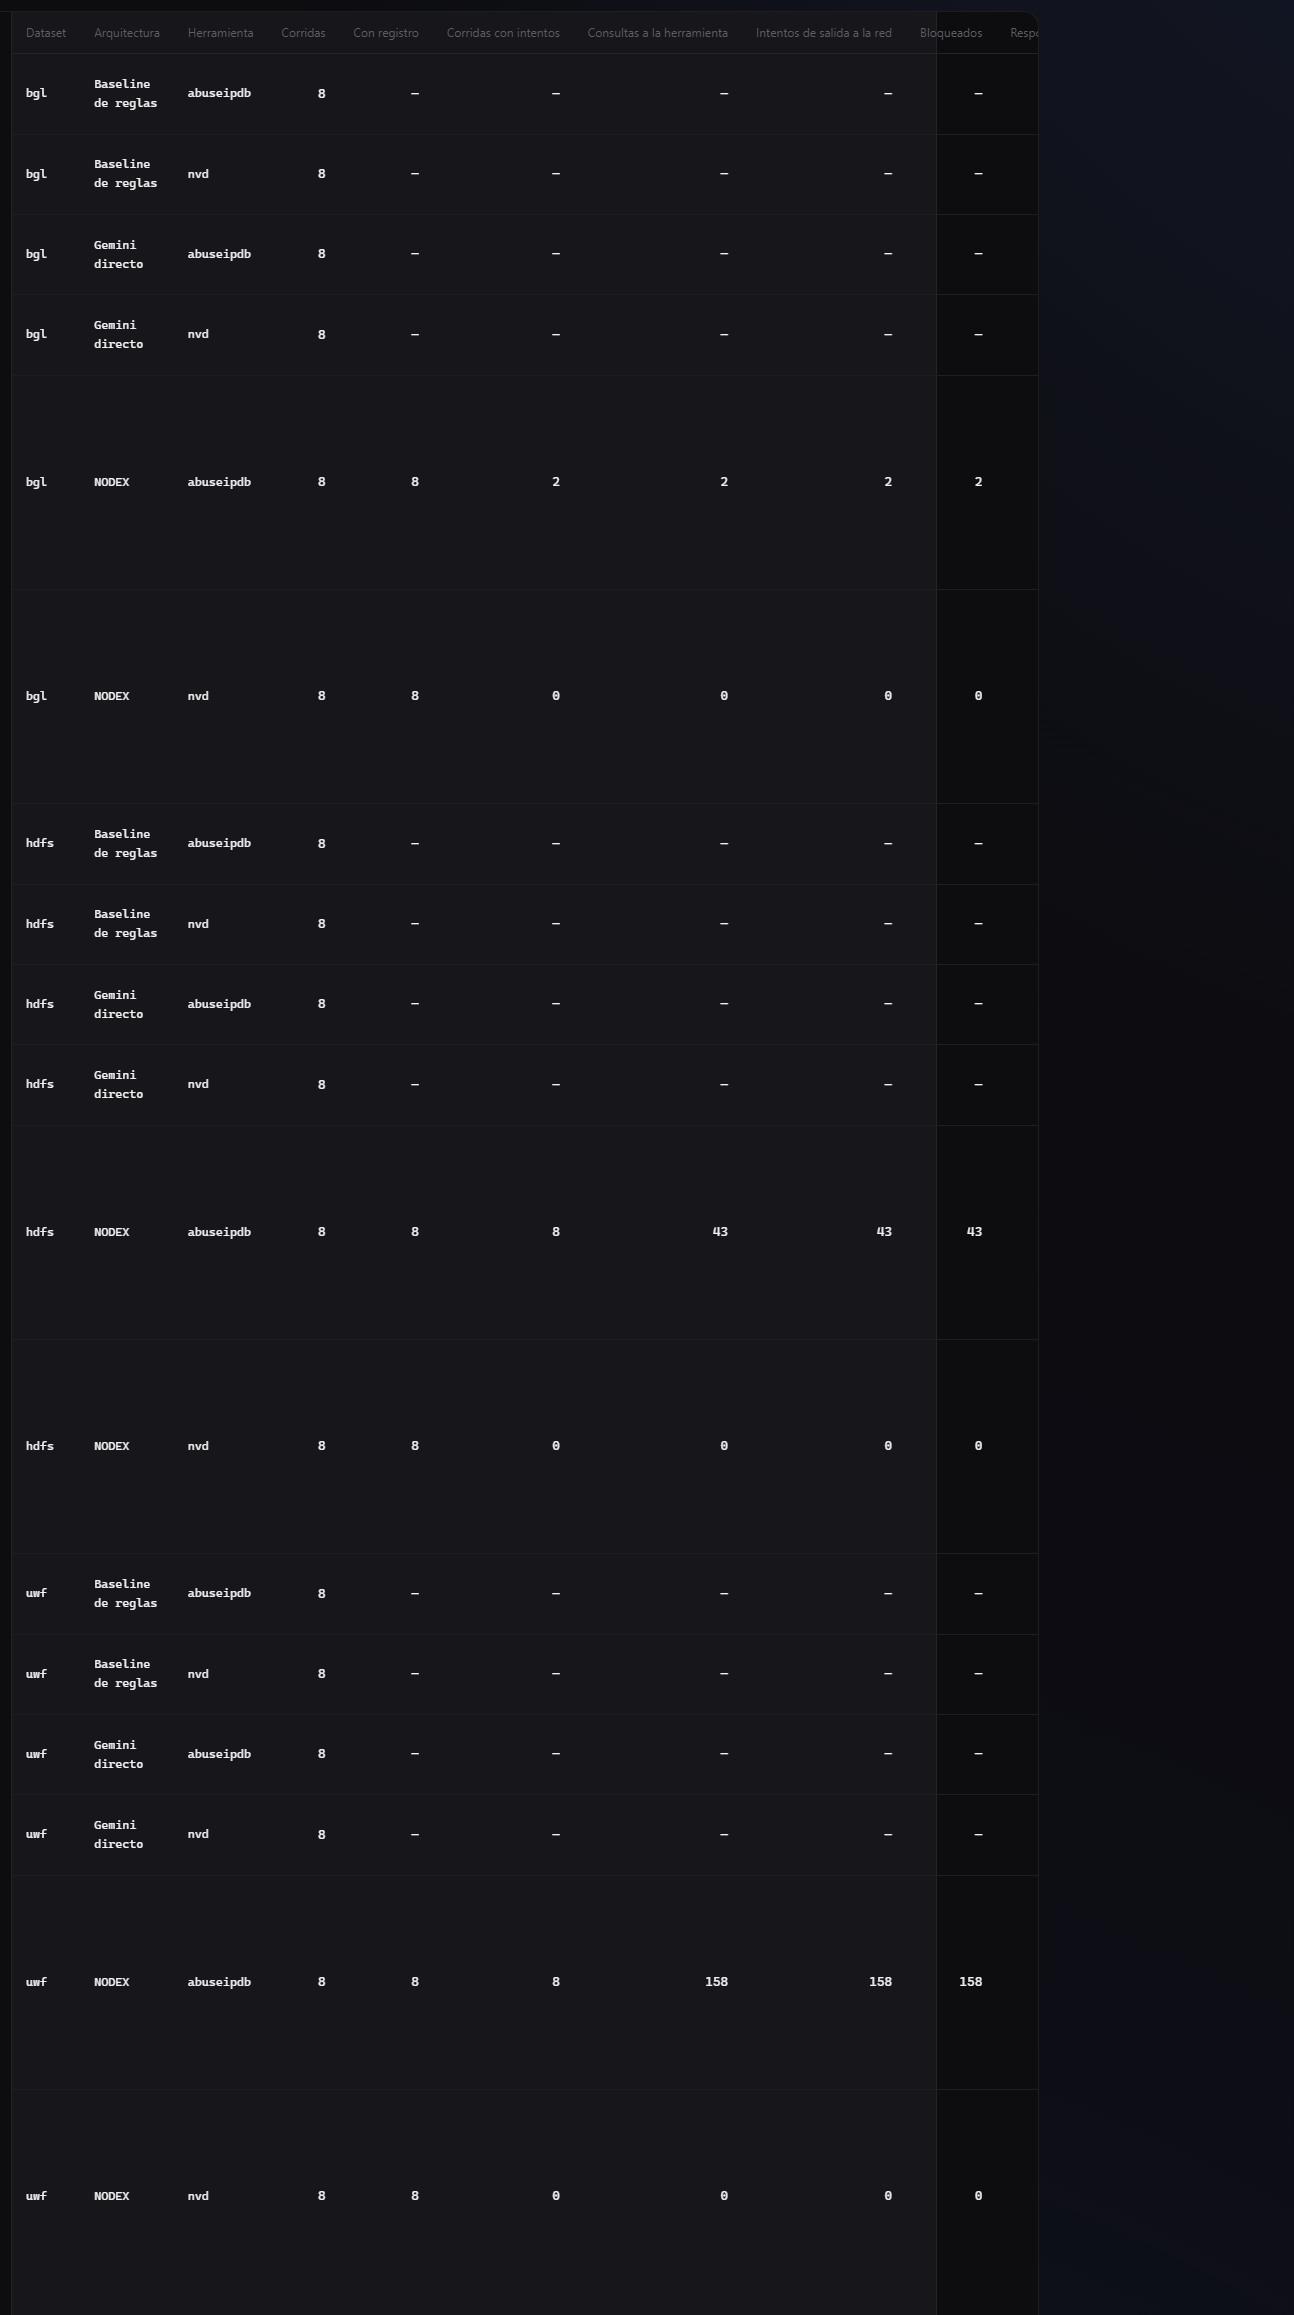 Dataset Arquitectura Herramienta Corridas Con registro Corridas con intentos Consultas a la herramienta Intentos de salida a la red Bloqueados Respo
Baseline
bgl abuseipdb 8 — — — — —
de reglas
Baseline
bgl nvd 8 — — — — —
de reglas
Gemini
bgl abuseipdb 8 — — — — —
directo
Gemini
bgl nvd 8 — — — — —
directo
bgl NODEX abuseipdb 8 8 2 2 2 2
bgl NODEX nvd 8 8 0 0 0 0
Baseline
hdfs abuseipdb 8 — — — — —
de reglas
Baseline
hdfs nvd 8 — — — — —
de reglas
Gemini
hdfs abuseipdb 8 — — — — —
directo
Gemini
hdfs nvd 8 — — — — —
directo
hdfs NODEX abuseipdb 8 8 8 43 43 43
hdfs NODEX nvd 8 8 0 0 0 0
Baseline
uwf abuseipdb 8 — — — — —
de reglas
Baseline
uwf nvd 8 — — — — —
de reglas
Gemini
uwf abuseipdb 8 — — — — —
directo
Gemini
uwf nvd 8 — — — — —
directo
uwf NODEX abuseipdb 8 8 8 158 158 158
uwf NODEX nvd 8 8 0 0 0 0